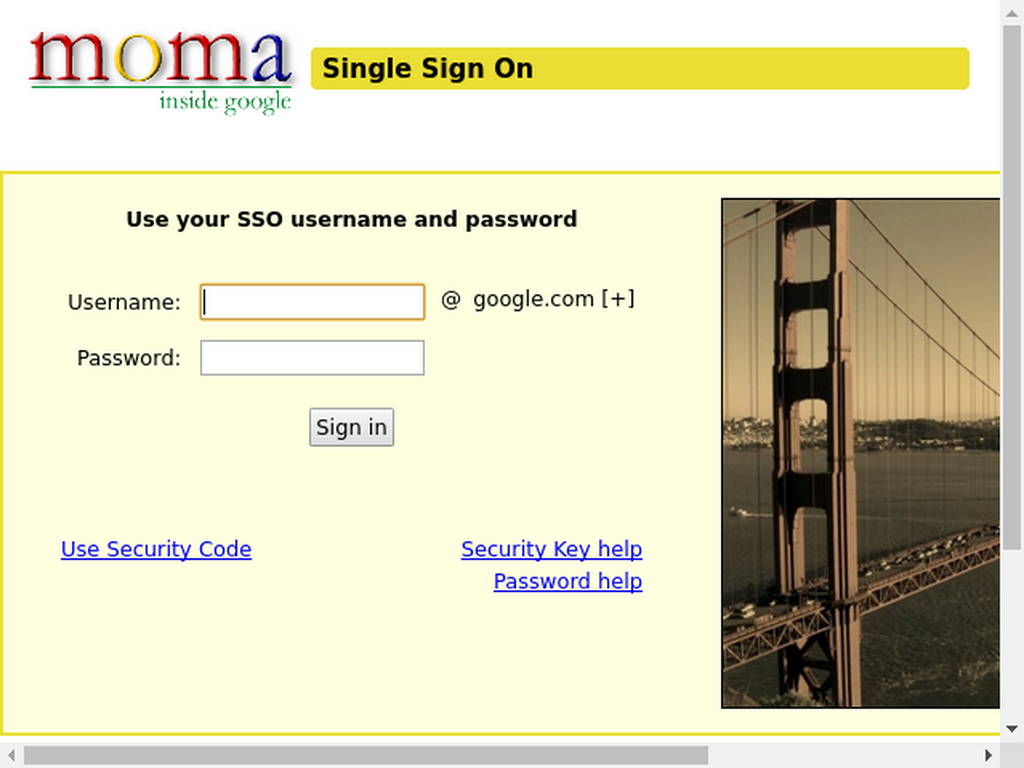 moma
inside google
Single Sign On
Use your SSO username and password
Username:
@ google.com [+]
Password:
Sign in
Use Security Code
Security Key help
Password help